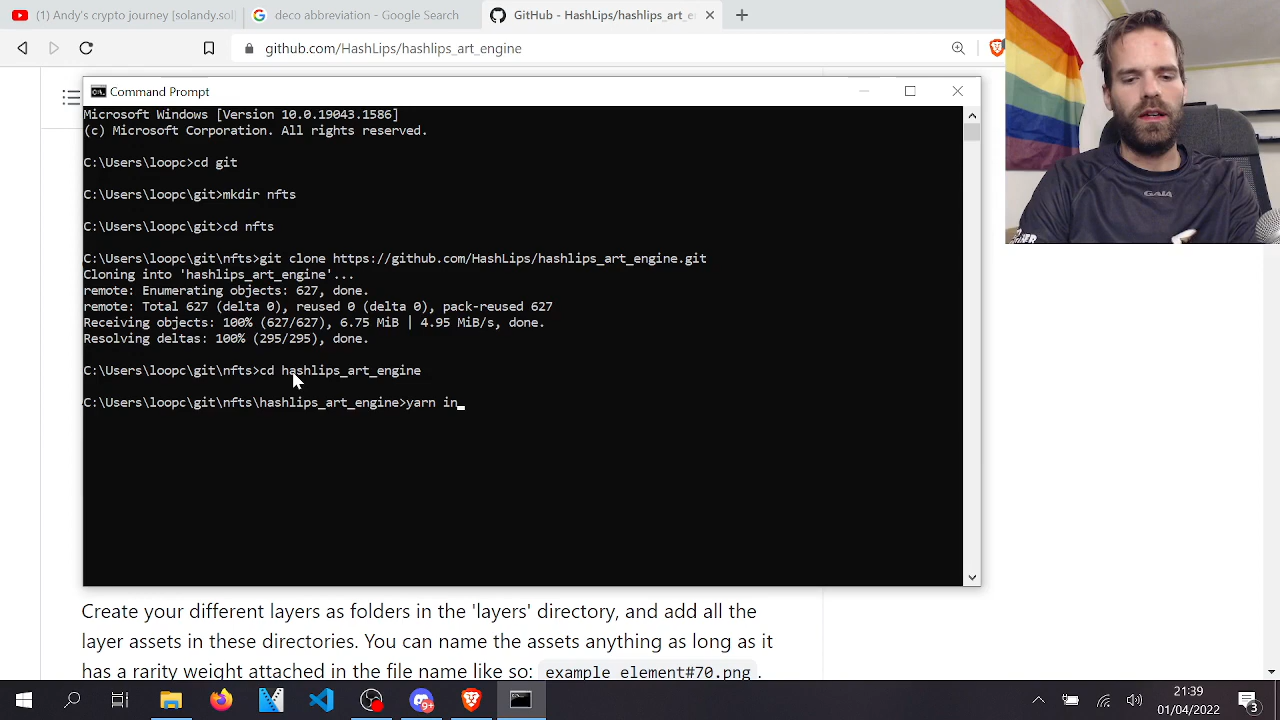 (1) Andy's crypto journey [soandy.sol
deco abbreviation - Google Search
GitHub - HashLips/hashlips_art_e
github.com/HashLips/hashlips_art_engine
Command Prompt
Microsoft Windows [Version 10.0.19043.1586]
(c) Microsoft Corporation. All rights reserved.
C:\Users\loopc>cd git
C:\Users\loopc\git>mkdir nfts
C:\Users\loopc\git>cd nfts
C:\Users\loopc\git\nfts>git clone https://github.com/HashLips/hashlips_art_engine.git
Cloning into 'hashlips_art_engine'...
remote: Enumerating objects: 627, done.
remote: Total 627 (delta 0), reused 0 (delta 0), pack-reused 627
Receiving objects: 100% (627/627), 6.75 MiB | 4.95 MiB/s, done.
Resolving deltas: 100% (295/295), done.
C:\Users\loopc\git\nfts>cd hashlips_art_engine
C:\Users\loopc\git\nfts\hashlips_art_engine>yarn in_
GAIA
Create your different layers as folders in the 'layers' directory, and add all the
layer assets in these directories. You can name the assets anything as long as it
has a rarity weight attached in the file name like so: example element#70.png .
21:39
01/04/2022
3